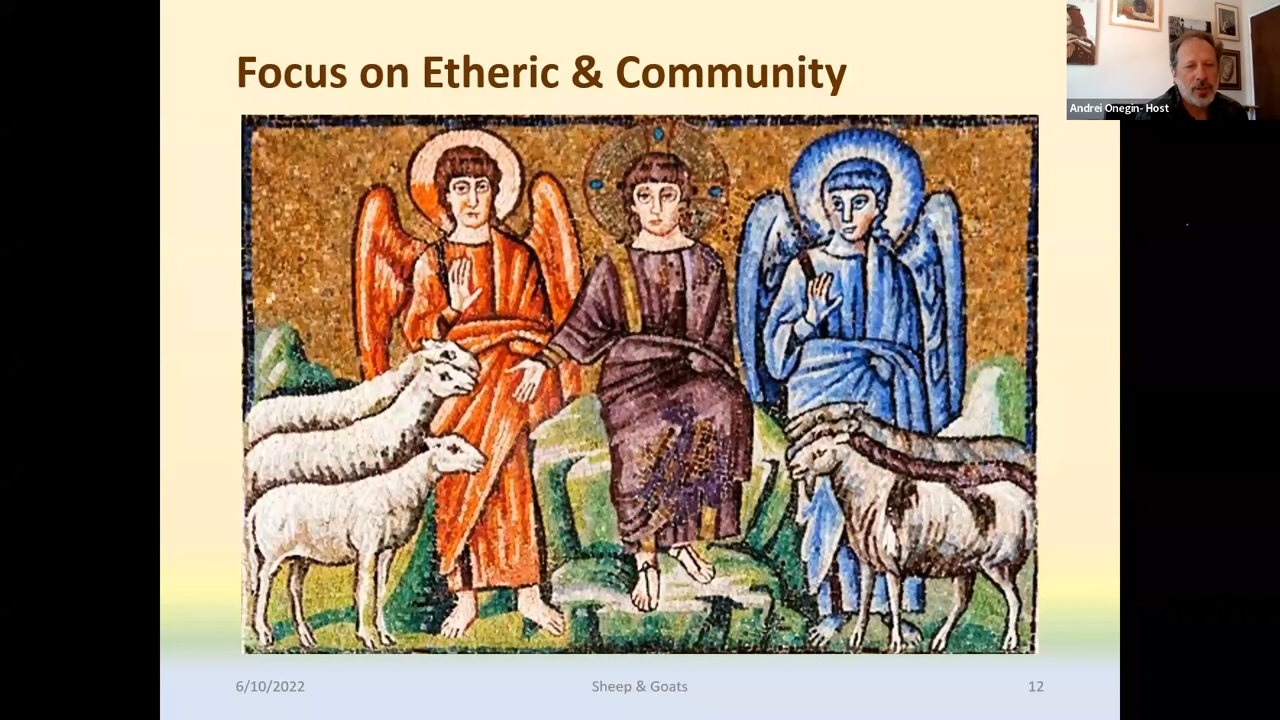 Focus on Etheric & Community
Andrei Onegin- Host
6/10/2022
Sheep & Goats
12